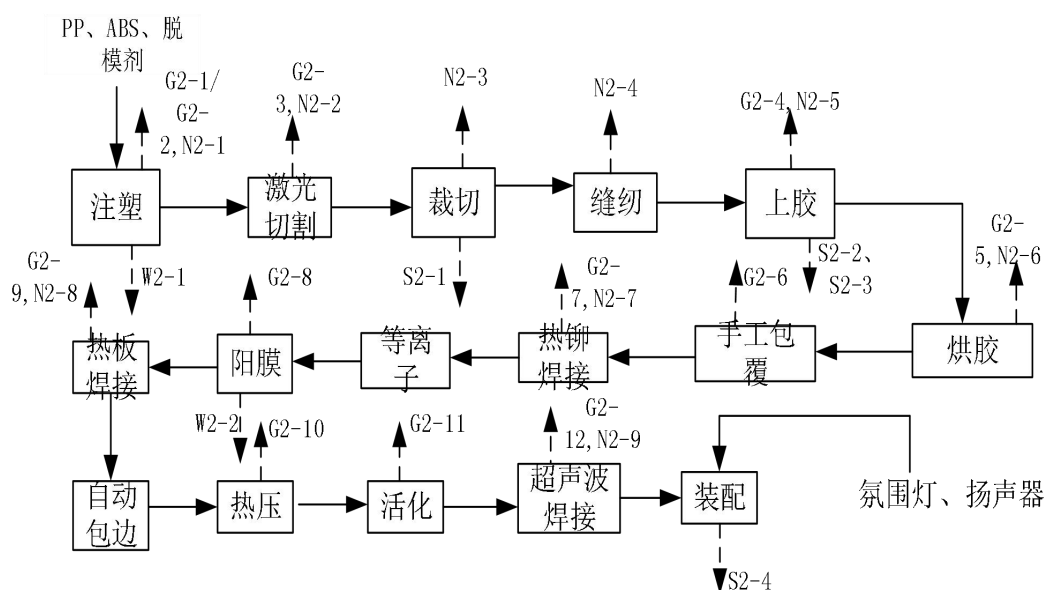 PP、ABS、脱
模剂
G2-1/
G2-
2,N2-1
G2-
3,N2-2
N2-3
N2-4
G2-4,N2-5
注塑
激光
切割
裁切
缝纫
上胶
W2-1
S2-1
S2-2、
S2-3
G2-
5,N2-6
G2-
9,N2-8
G2-8
G2-
7,N2-7
G2-6
热板
焊接
阳膜
等离
子
热铆
焊接
手工包
覆
烘胶
W2-2
G2-10
G2-11
G2-
12,N2-9
自动
包边
热压
活化
超声波
焊接
装配
氛围灯、扬声器
S2-4